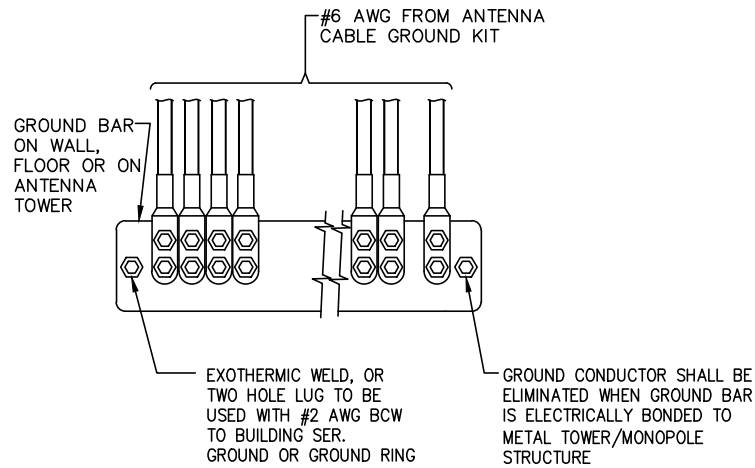 #6 AWG FROM ANTENNA
CABLE GROUND KIT
GROUND BAR
ON WALL,
FLOOR OR ON
ANTENNA
TOWER
EXOTHERMIC WELD, OR
TWO HOLE LUG TO BE
USED WITH #2 AWG BCW
TO BUILDING SER.
GROUND OR GROUND RING
GROUND CONDUCTOR SHALL BE
ELIMINATED WHEN GROUND BAR
IS ELECTRICALLY BONDED TO
METAL TOWER/MONOPOLE
STRUCTURE